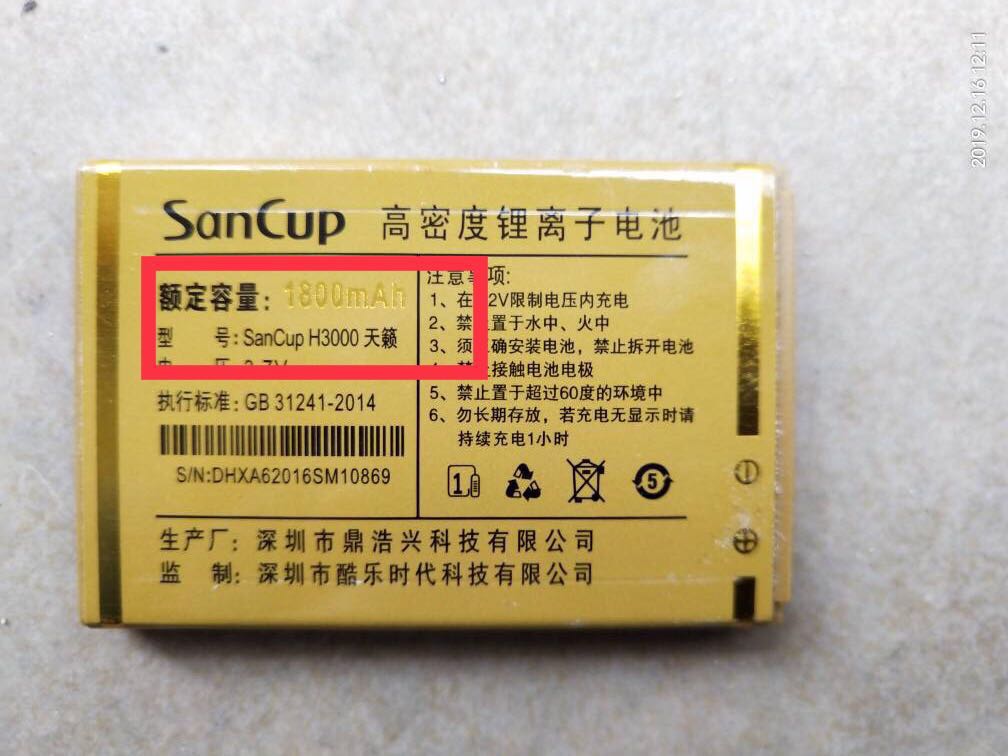 2019.12.16 12:11
SanCup 高密度锂离子电池
额定容量: 1800mAh
型 号: SanCup H3000 天籁
电 压 3.7V
执行标准: GB 31241-2014
S/N:DHXA62016SM10869
注意 项:
1、在 2V限制电压内充电
2、禁 置于水中、火中
3、须 确安装电池，禁止拆开电池
接触电池电极
5、禁止置于超过60度的环境中
6、勿长期存放，若充电无显示时请
持续充电1小时
1
5
生产厂: 深圳市鼎浩兴科技有限公司
监 制: 深圳市酷乐时代科技有限公司